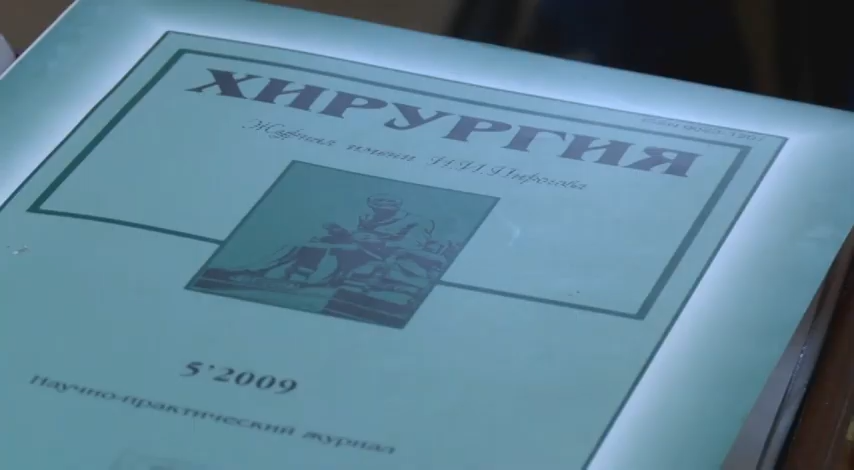 ХИРУРГИЯ
Журнал имени Н.И.Пирогова
5'2009
Научно-практический журнал